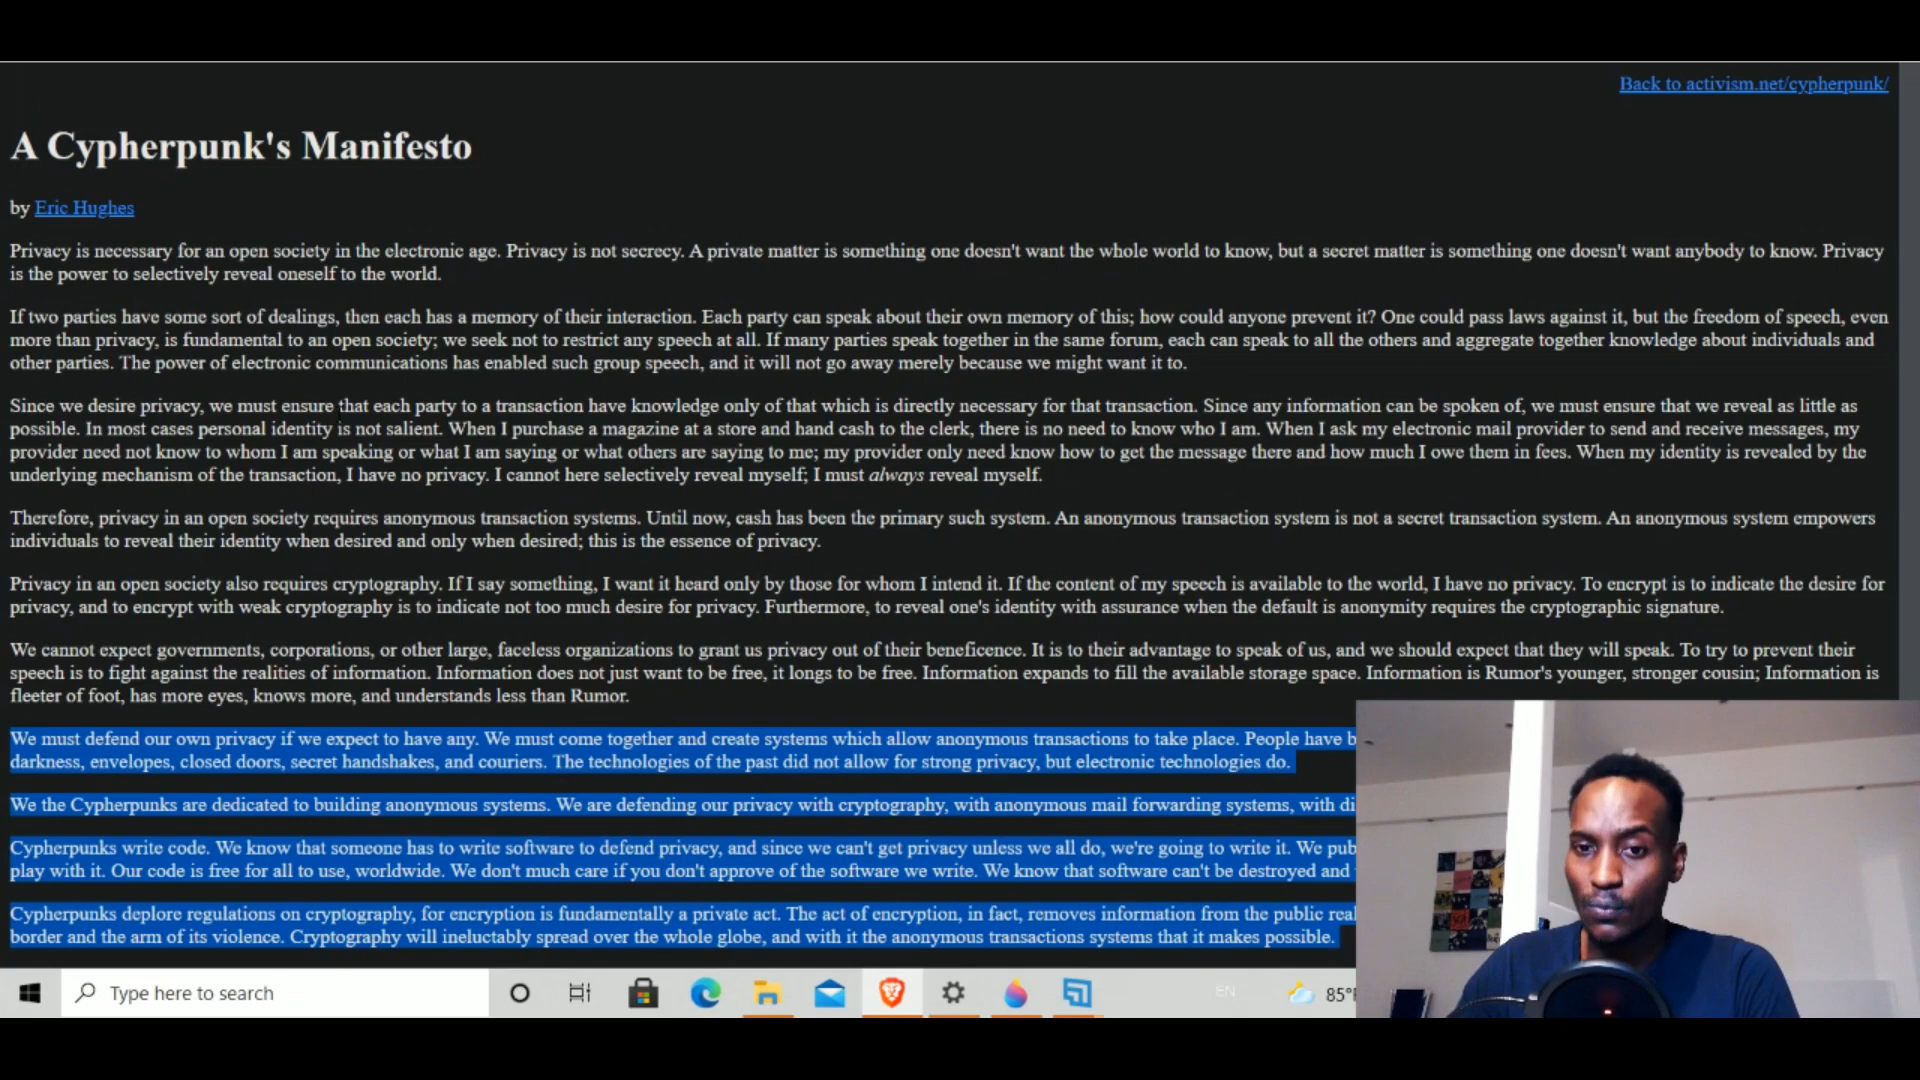 Back to activism.net/cypherpunk/
A Cypherpunk's Manifesto
by Eric Hughes
Privacy is necessary for an open society in the electronic age. Privacy is not secrecy. A private matter is something one doesn't want the whole world to know, but a secret matter is something one doesn't want anybody to know. Privacy
is the power to selectively reveal oneself to the world.
If two parties have some sort of dealings, then each has a memory of their interaction. Each party can speak about their own memory of this; how could anyone prevent it? One could pass laws against it, but the freedom of speech, even
more than privacy, is fundamental to an open society; we seek not to restrict any speech at all. If many parties speak together in the same forum, each can speak to all the others and aggregate together knowledge about individuals and
other parties. The power of electronic communications has enabled such group speech, and it will not go away merely because we might want it to.
Since we desire privacy, we must ensure that each party to a transaction have knowledge only of that which is directly necessary for that transaction. Since any information can be spoken of, we must ensure that we reveal as little as
possible. In most cases personal identity is not salient. When I purchase a magazine at a store and hand cash to the clerk, there is no need to know who I am. When I ask my electronic mail provider to send and receive messages, my
provider need not know to whom I am speaking or what I am saying or what others are saying to me; my provider only need know how to get the message there and how much I owe them in fees. When my identity is revealed by the
underlying mechanism of the transaction, I have no privacy. I cannot here selectively reveal myself; I must always reveal myself.
Therefore, privacy in an open society requires anonymous transaction systems. Until now, cash has been the primary such system. An anonymous transaction system is not a secret transaction system. An anonymous system empowers
individuals to reveal their identity when desired and only when desired; this is the essence of privacy.
Privacy in an open society also requires cryptography. If I say something, I want it heard only by those for whom I intend it. If the content of my speech is available to the world, I have no privacy. To encrypt is to indicate the desire for
privacy, and to encrypt with weak cryptography is to indicate not too much desire for privacy. Furthermore, to reveal one's identity with assurance when the default is anonymity requires the cryptographic signature.
We cannot expect governments, corporations, or other large, faceless organizations to grant us privacy out of their beneficence. It is to their advantage to speak of us, and we should expect that they will speak. To try to prevent their
speech is to fight against the realities of information. Information does not just want to be free, it longs to be free. Information expands to fill the available storage space. Information is Rumor's younger, stronger cousin; Information is
fleeter of foot, has more eyes, knows more, and understands less than Rumor.
We must defend our own privacy if we expect to have any. We must come together and create systems which allow anonymous transactions to take place. People have b
darkness, envelopes, closed doors, secret handshakes, and couriers. The technologies of the past did not allow for strong privacy, but electronic technologies do.
We the Cypherpunks are dedicated to building anonymous systems. We are defending our privacy with cryptography, with anonymous mail forwarding systems, with di
Cypherpunks write code. We know that someone has to write software to defend privacy, and since we can't get privacy unless we all do, we're going to write it. We pub
play with it. Our code is free for all to use, worldwide. We don't much care if you don't approve of the software we write. We know that software can't be destroyed and
Cypherpunks deplore regulations on cryptography, for encryption is fundamentally a private act. The act of encryption, in fact, removes information from the public real
border and the arm of its violence. Cryptography will ineluctably spread over the whole globe, and with it the anonymous transactions systems that it makes possible.
Type here to search
EN
85°F